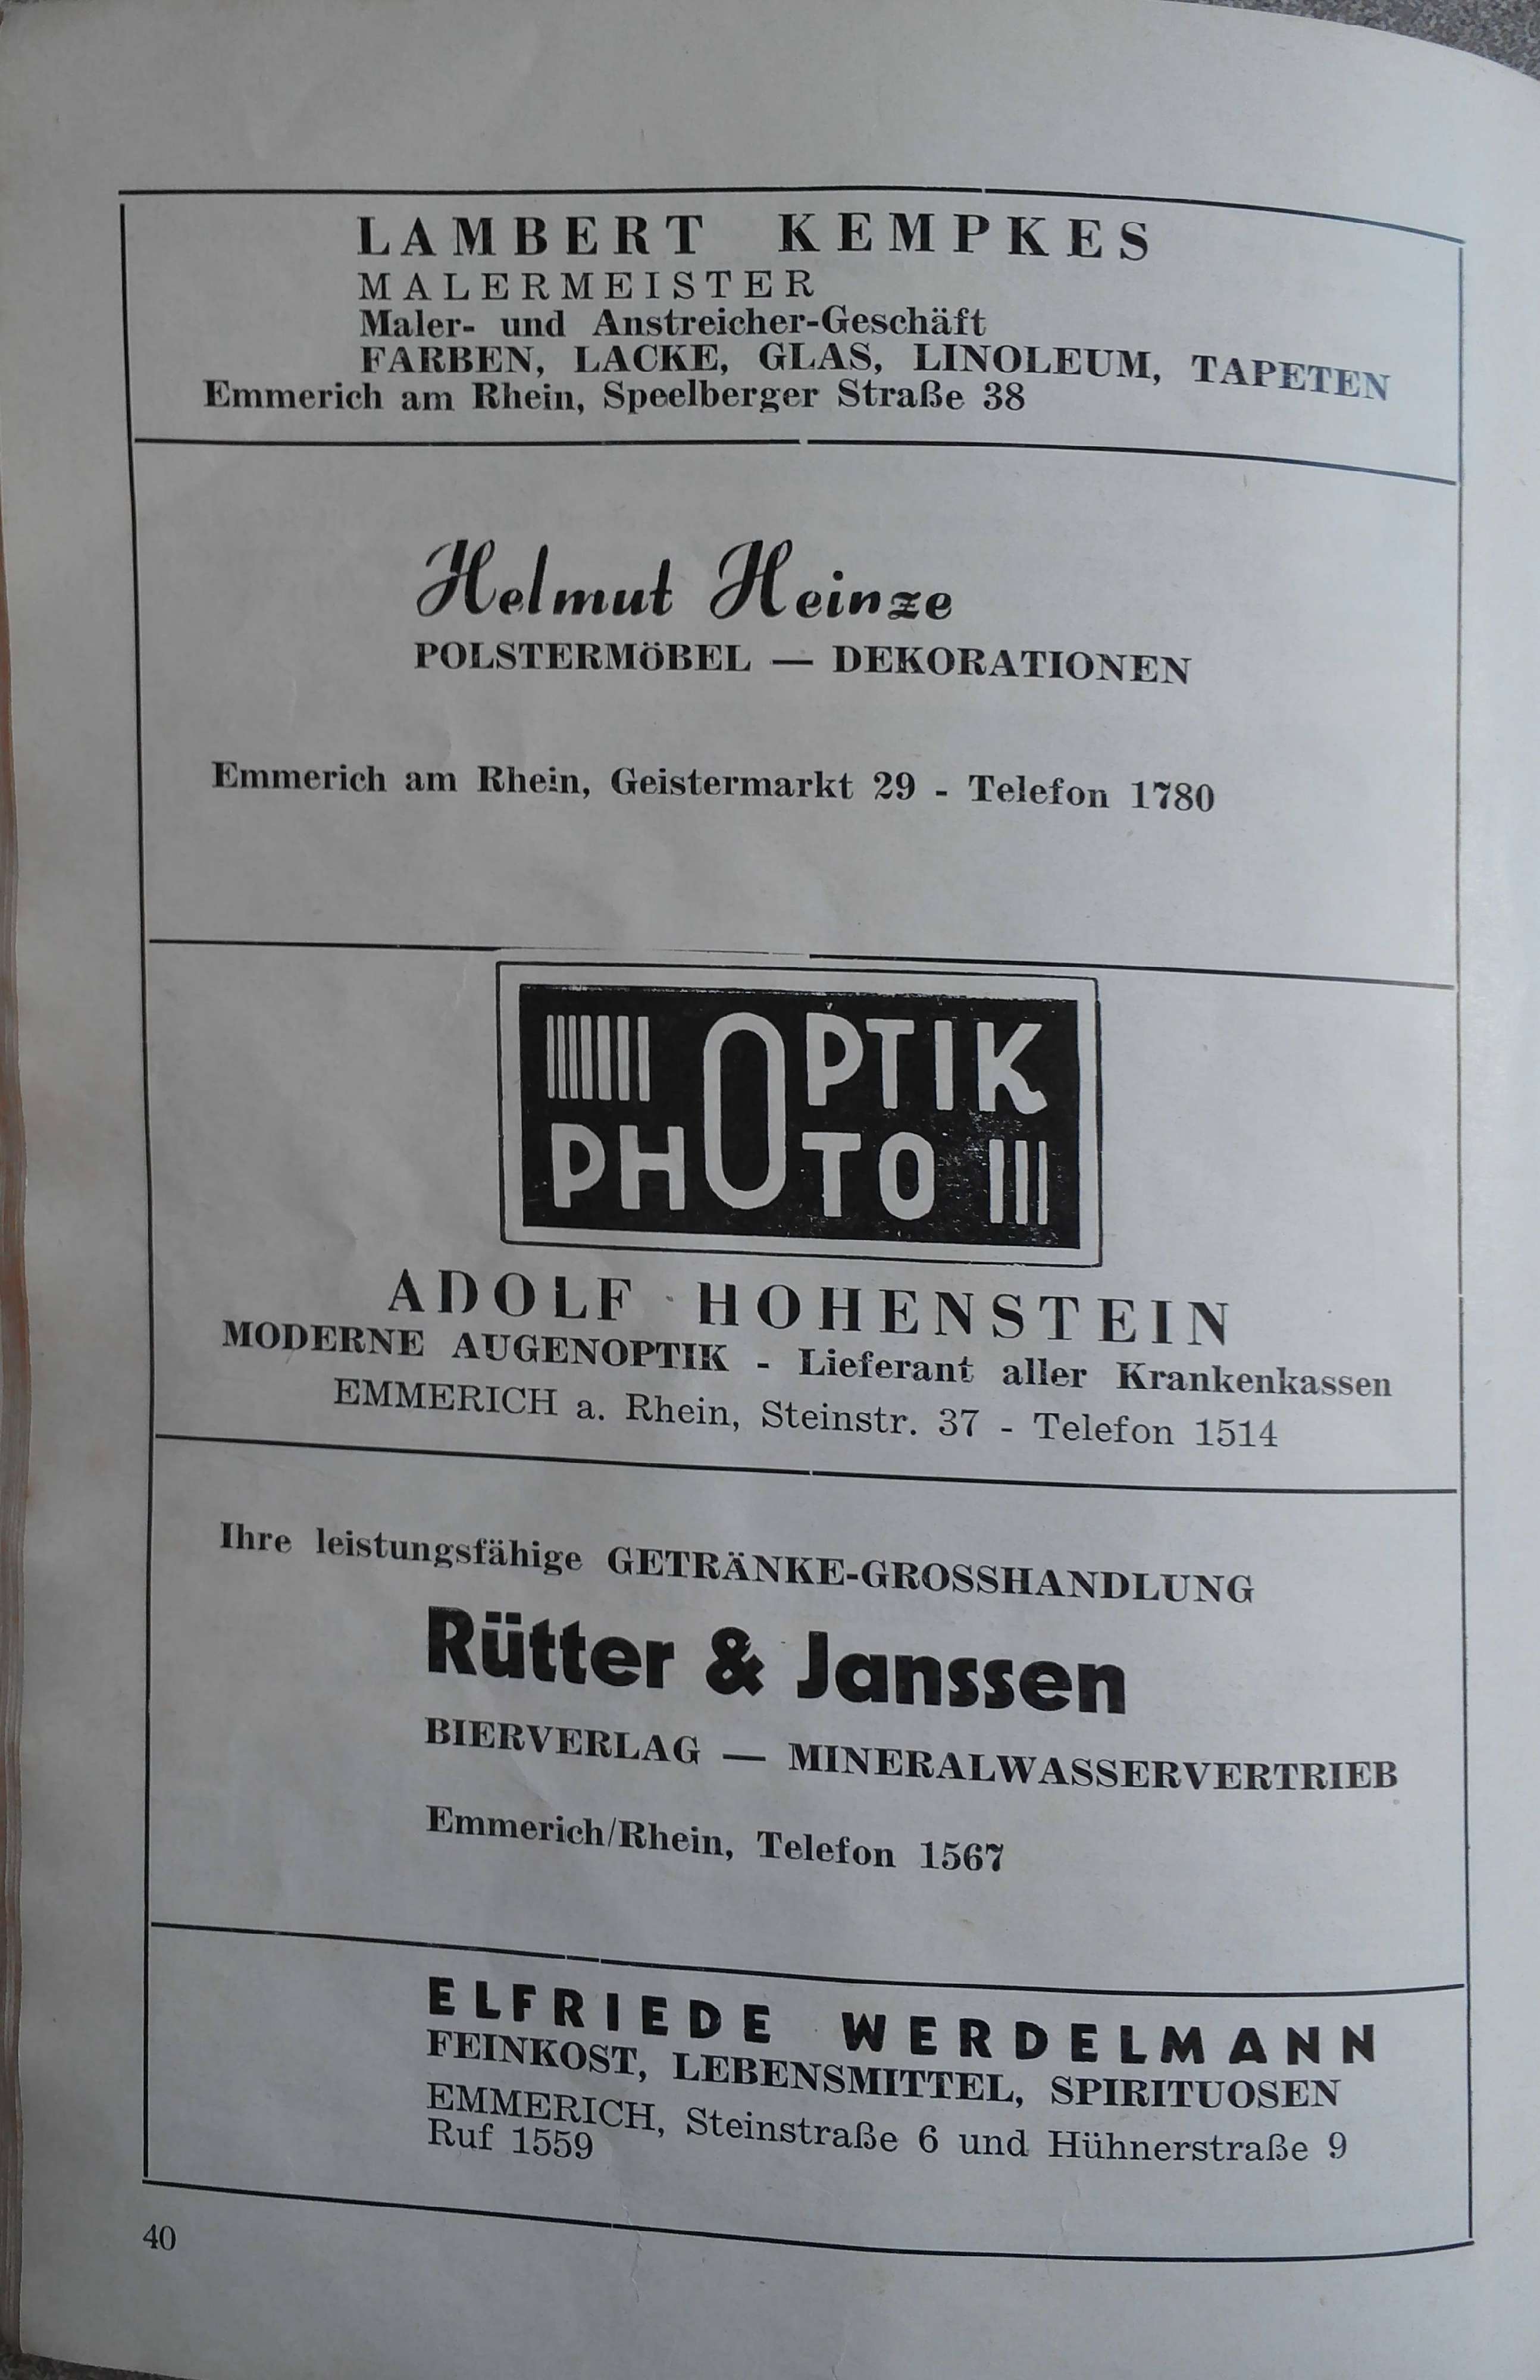 LAMBERT KEMPKES
MALERMEISTER
Maler- und Anstreicher-Geschäft
FARBEN, LACKE, GLAS, LINOLEUM, TAPETEN
Emmerich am Rhein, Speelberger Straße 38
Helmut Heinze
POLSTERMÖBEL — DEKORATIONEN
Emmerich am Rhein, Geistermarkt 29 - Telefon 1780
OPTIK
PHOTO
ADOLF HOHENSTEIN
MODERNE AUGENOPTIK - Lieferant aller Krankenkassen
EMMERICH a. Rhein, Steinstr. 37 - Telefon 1514
Ihre leistungsfähige GETRÄNKE-GROSSHANDLUNG
Rütter & Janssen
BIERVERLAG — MINERALWASSERVERTRIEB
Emmerich/Rhein, Telefon 1567
ELFRIEDE WERDELMANN
FEINKOST, LEBENSMITTEL, SPIRITUOSEN
EMMERICH, Steinstraße 6 und Hühnerstraße 9
Ruf 1559
40